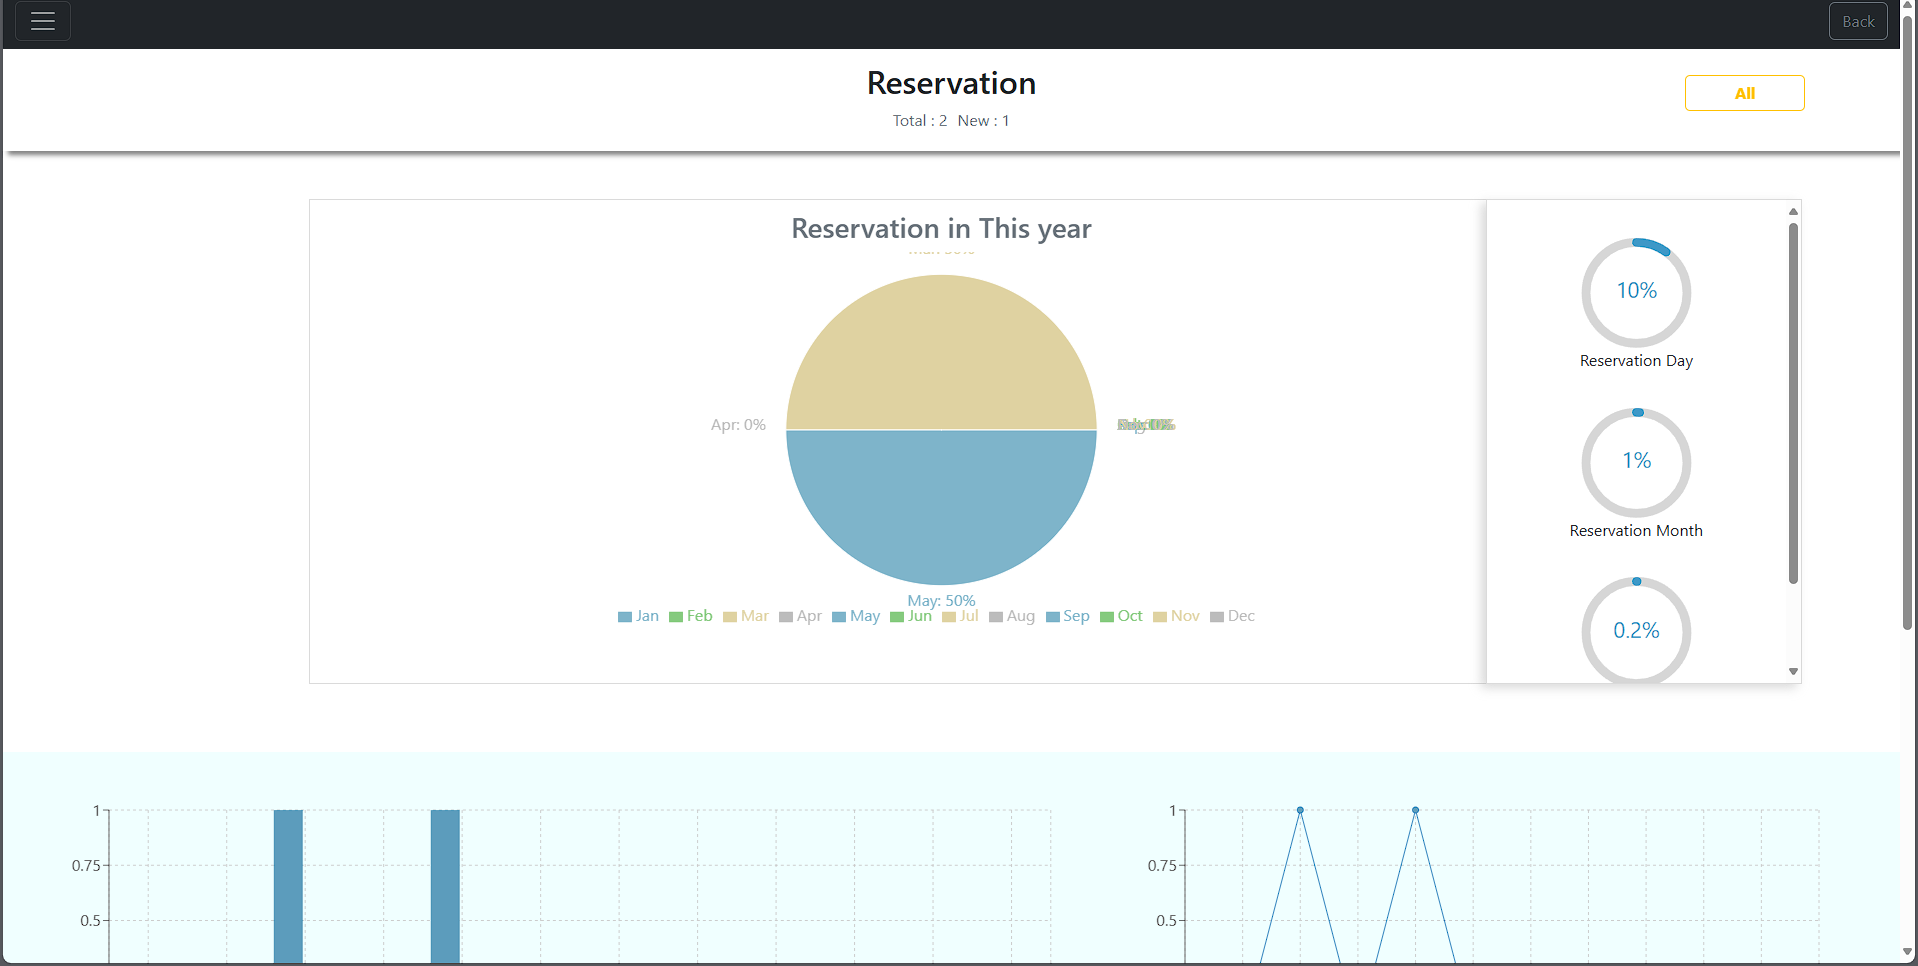 Back
Reservation
All
Total : 2 New : 1
Reservation in This year
10%
Reservation Day
Apr: 0%
1%
Reservation Month
May: 50%
Jan Feb Mar Apr May Jun Jul Aug Sep Oct Nov Dec
0.2%
1
0.75
0.5
1
0.75
0.5